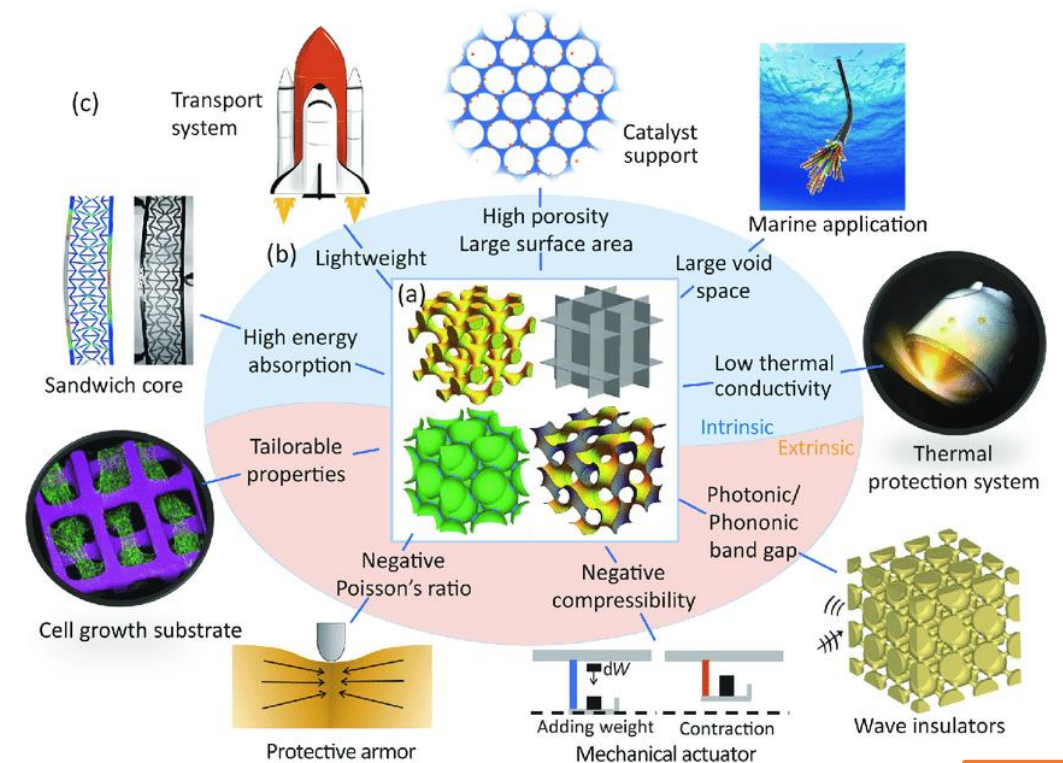 (c)
Transport
system
Catalyst
support
Marine application
(b)
Lightweight
High porosity
Large surface area
Large void
space
(a)
Sandwich core
High energy
absorption
Low thermal
conductivity
Intrinsic
Extrinsic
Thermal
protection system
Tailorable
properties
Cell growth substrate
Negative
Poisson’s ratio
Negative
compressibility
Photonic/
Phononic
band gap
Protective armor
dW
Adding weight
Contraction
Mechanical actuator
Wave insulators